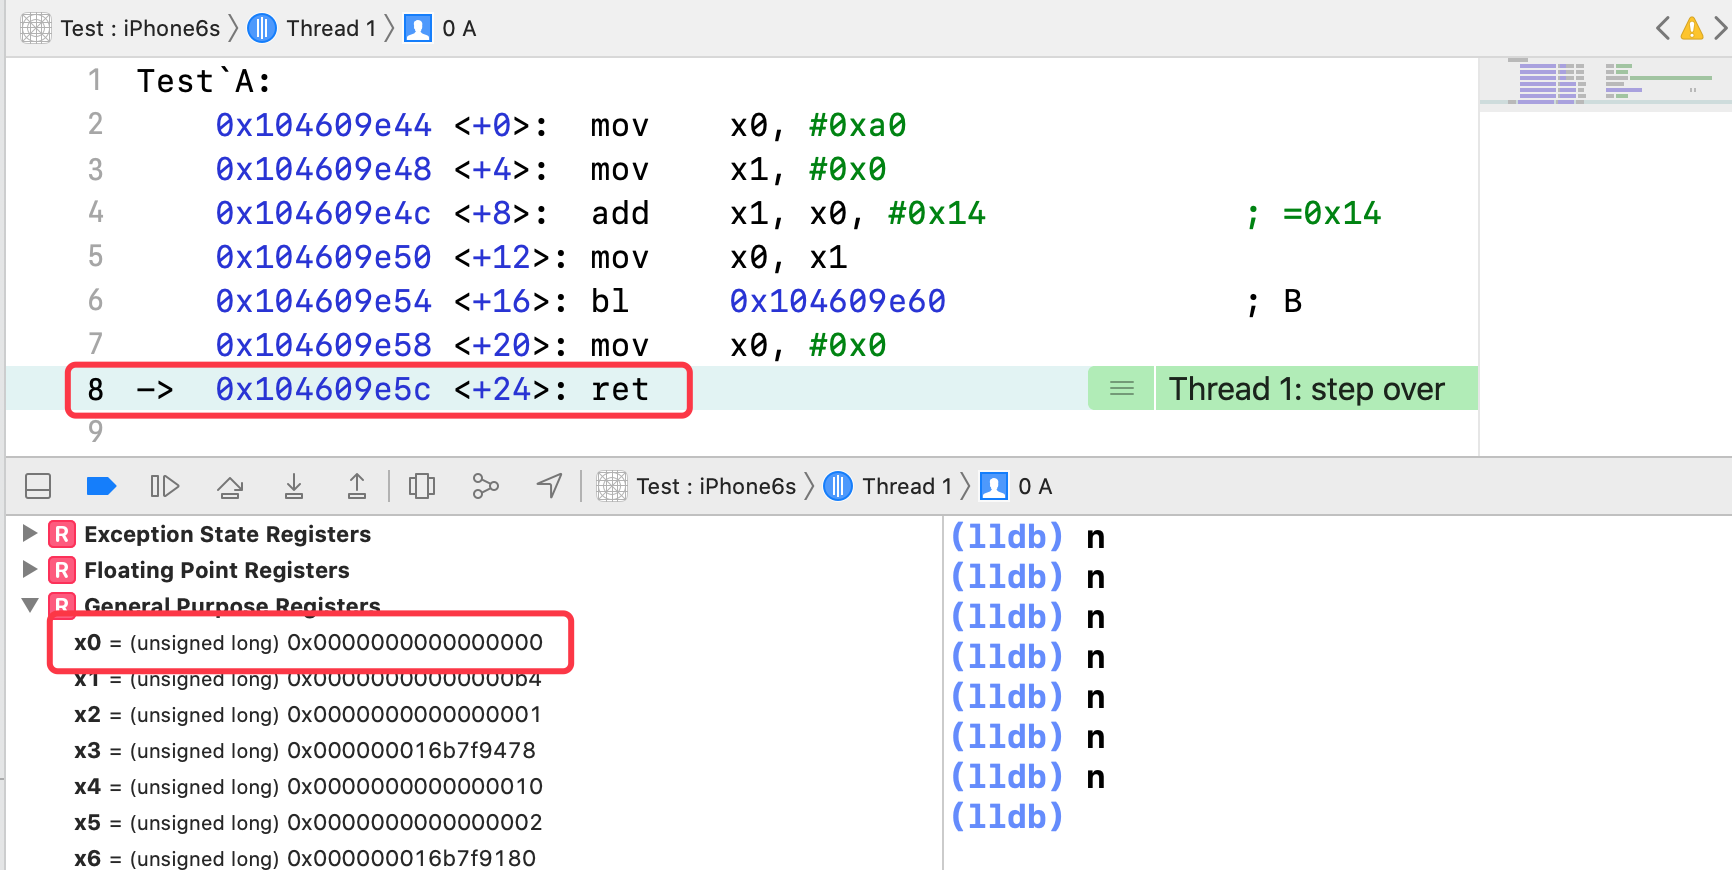 Test : iPhone6s 〉 Thread 1 〉 0 A
1 Test`A:
2 0x104609e44 <+0>: mov x0, #0xa0
3 0x104609e48 <+4>: mov x1, #0x0
4 0x104609e4c <+8>: add x1, x0, #0x14 ; =0x14
5 0x104609e50 <+12>: mov x0, x1
6 0x104609e54 <+16>: bl 0x104609e60 ; B
7 0x104609e58 <+20>: mov x0, #0x0
8 -> 0x104609e5c <+24>: ret Thread 1: step over
9
Test : iPhone6s 〉 Thread 1 〉 0 A
R Exception State Registers
R Floating Point Registers
R General Purpose Registers
x0 = (unsigned long) 0x0000000000000000
x1 = (unsigned long) 0x00000000000000b4
x2 = (unsigned long) 0x0000000000000001
x3 = (unsigned long) 0x000000016b7f9478
x4 = (unsigned long) 0x0000000000000010
x5 = (unsigned long) 0x0000000000000002
x6 = (unsigned long) 0x000000016b7f9180
(lldb) n
(lldb) n
(lldb) n
(lldb) n
(lldb) n
(lldb) n
(lldb) n
(lldb)